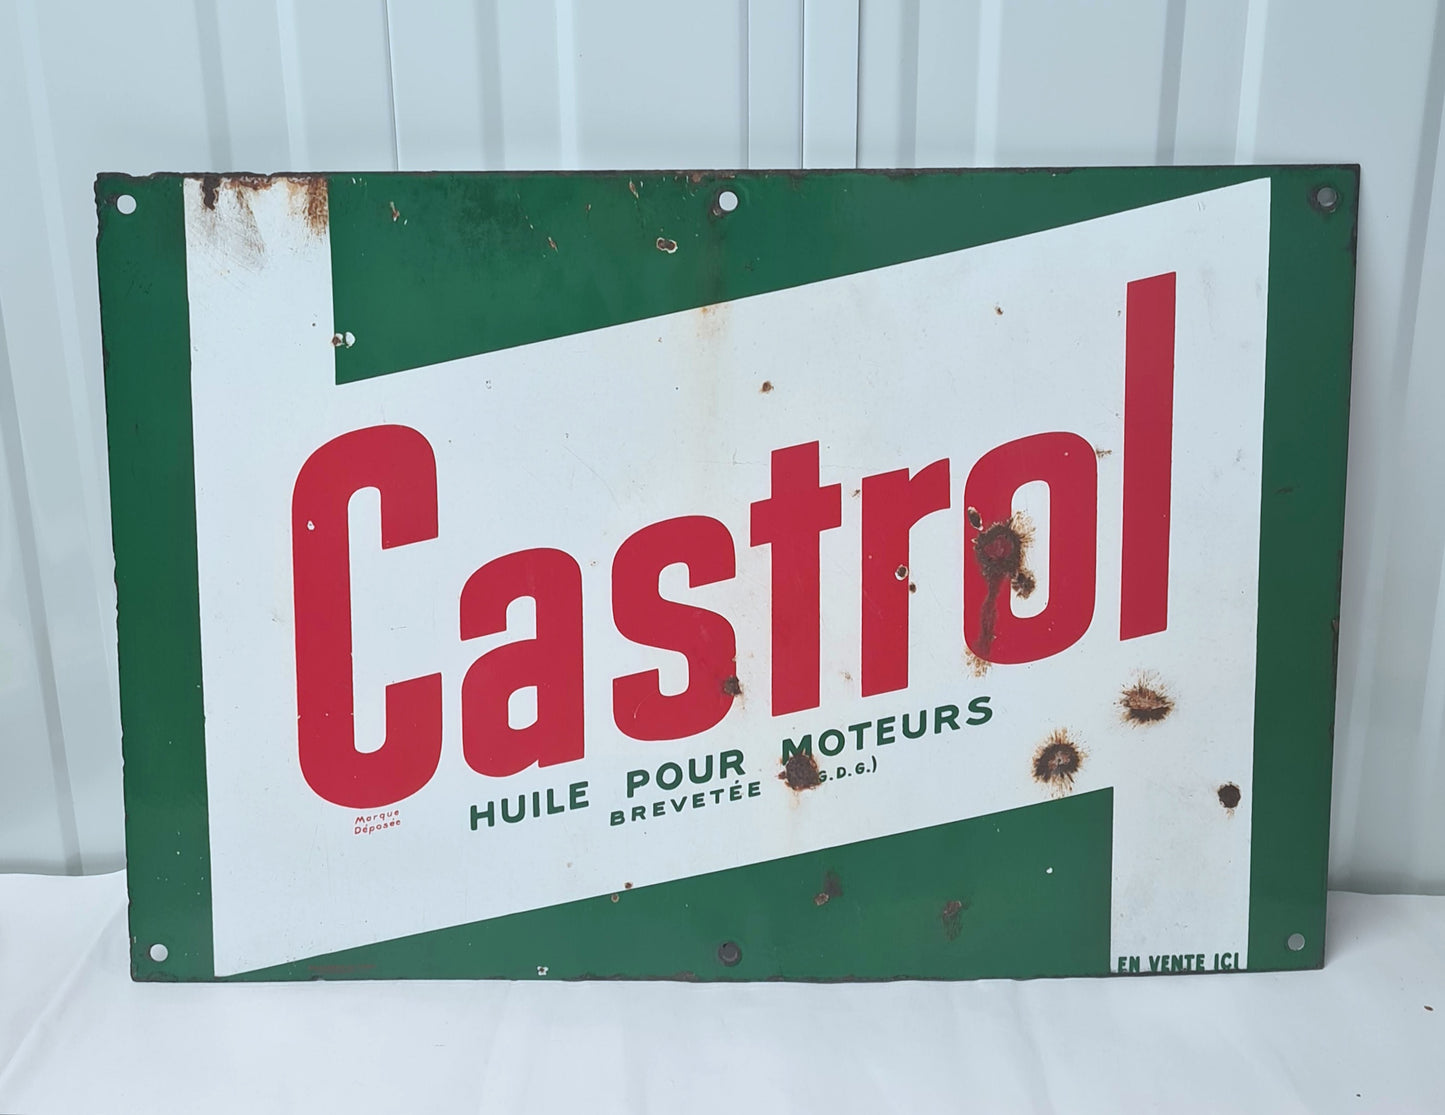 Castrol
HUILE POUR MOTEURS
BREVETÉE G.D.G.)
Marque
Déposée
EN VENTE ICI